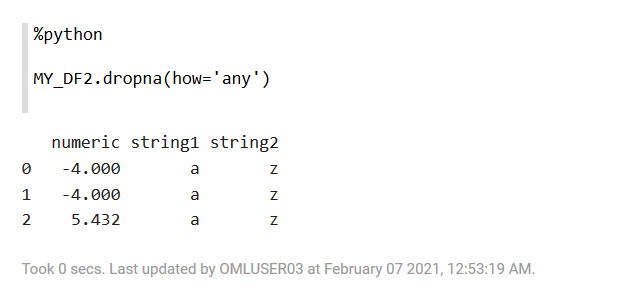 %python
MY_DF2.dropna(how='any')
numeric string1 string2
0 -4.000 a z
1 -4.000 a z
2 5.432 a z
Took 0 secs. Last updated by OMLUSER03 at February 07 2021, 12:53:19 AM.